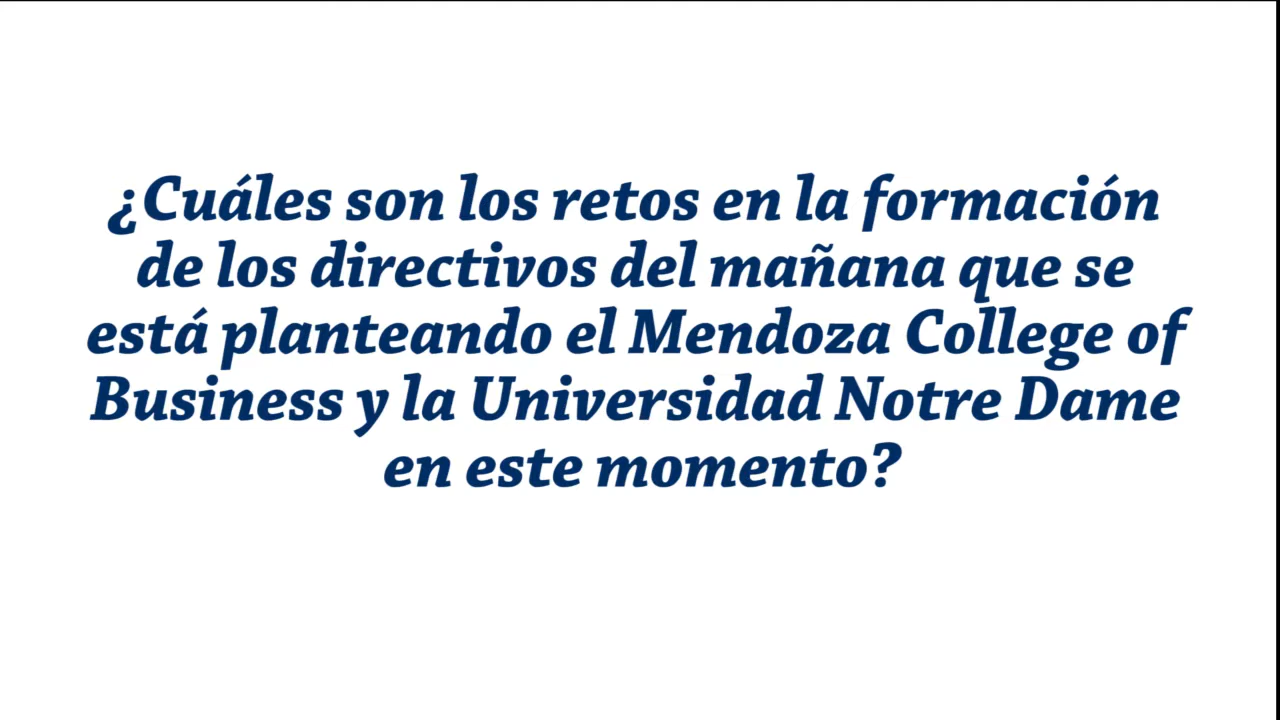 ¿Cuáles son los retos en la formación
de los directivos del mañana que se
está planteando el Mendoza College of
Business y la Universidad Notre Dame
en este momento?